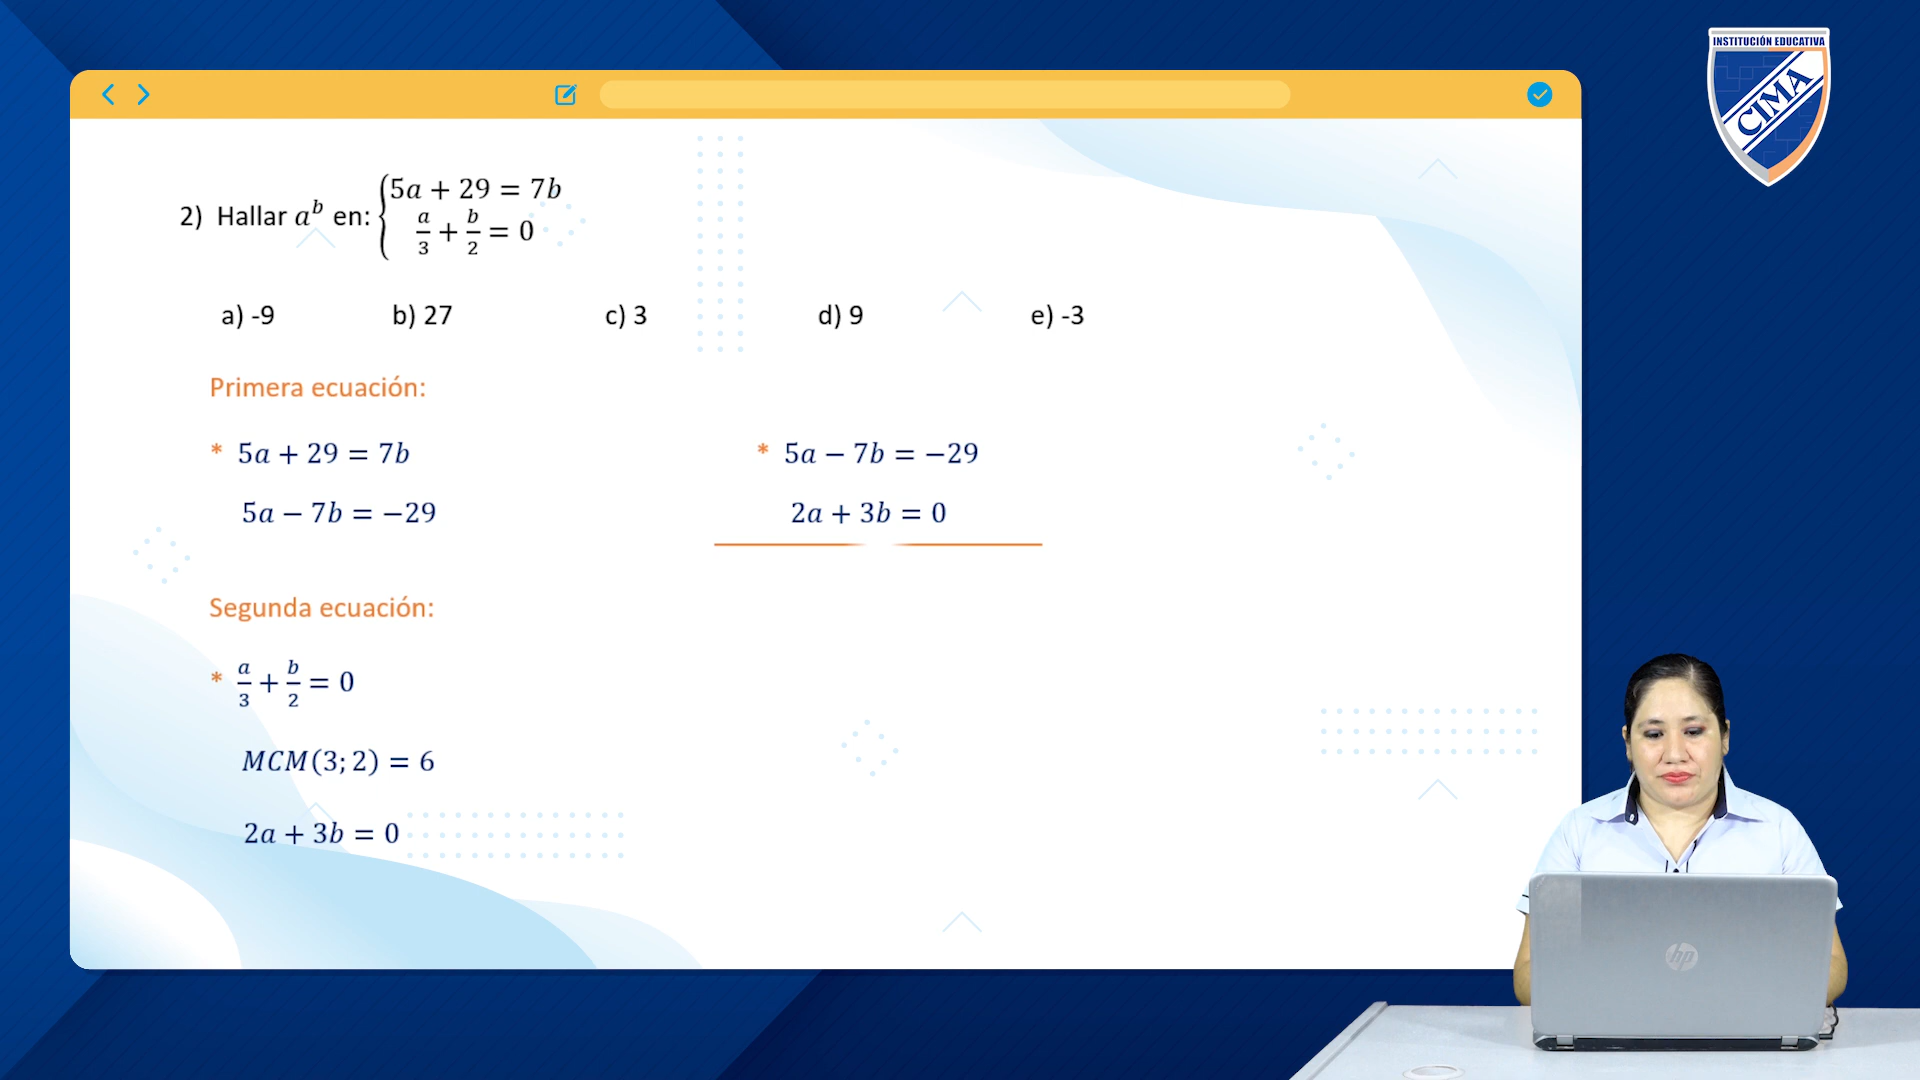 INSTITUCIÓN EDUCATIVA
CIMA
2) Hallar a^b en: { 5a + 29 = 7b
a/3 + b/2 = 0
a) -9 b) 27 c) 3 d) 9 e) -3
Primera ecuación:
* 5a + 29 = 7b
5a − 7b = −29
* 5a − 7b = −29
2a + 3b = 0
Segunda ecuación:
* a/3 + b/2 = 0
MCM(3; 2) = 6
2a + 3b = 0
hp